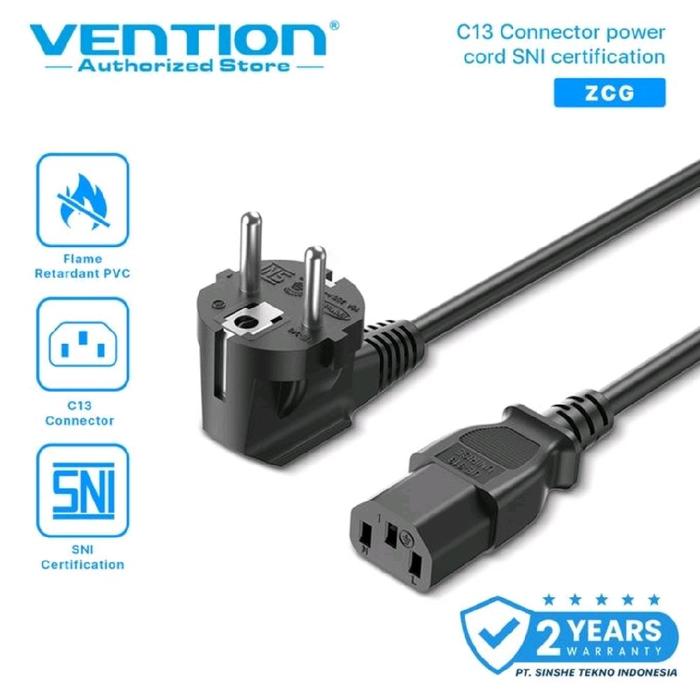 VENTION®
Authorized Store
C13 Connector power
cord SNI certification
ZCG
Flame
Retardant PVC
C13
Connector
SNI
SNI
Certification
2 YEARS
WARRANTY
PT. SINSHE TEKNO INDONESIA